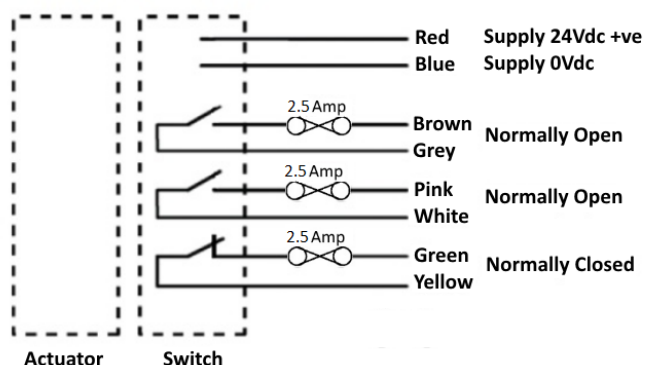 Red Supply 24Vdc +ve
Blue Supply 0Vdc
2.5 Amp
Brown
Normally Open
Grey
2.5 Amp
Pink
Normally Open
White
2.5 Amp
Green
Normally Closed
Yellow
Actuator Switch